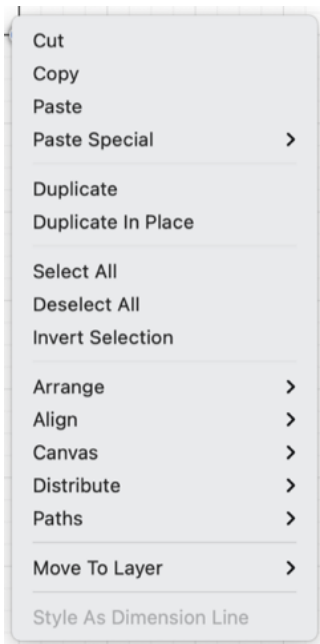 Cut
Copy
Paste
Paste Special
Duplicate
Duplicate In Place
Select All
Deselect All
Invert Selection
Arrange
Align
Canvas
Distribute
Paths
Move To Layer
Style As Dimension Line